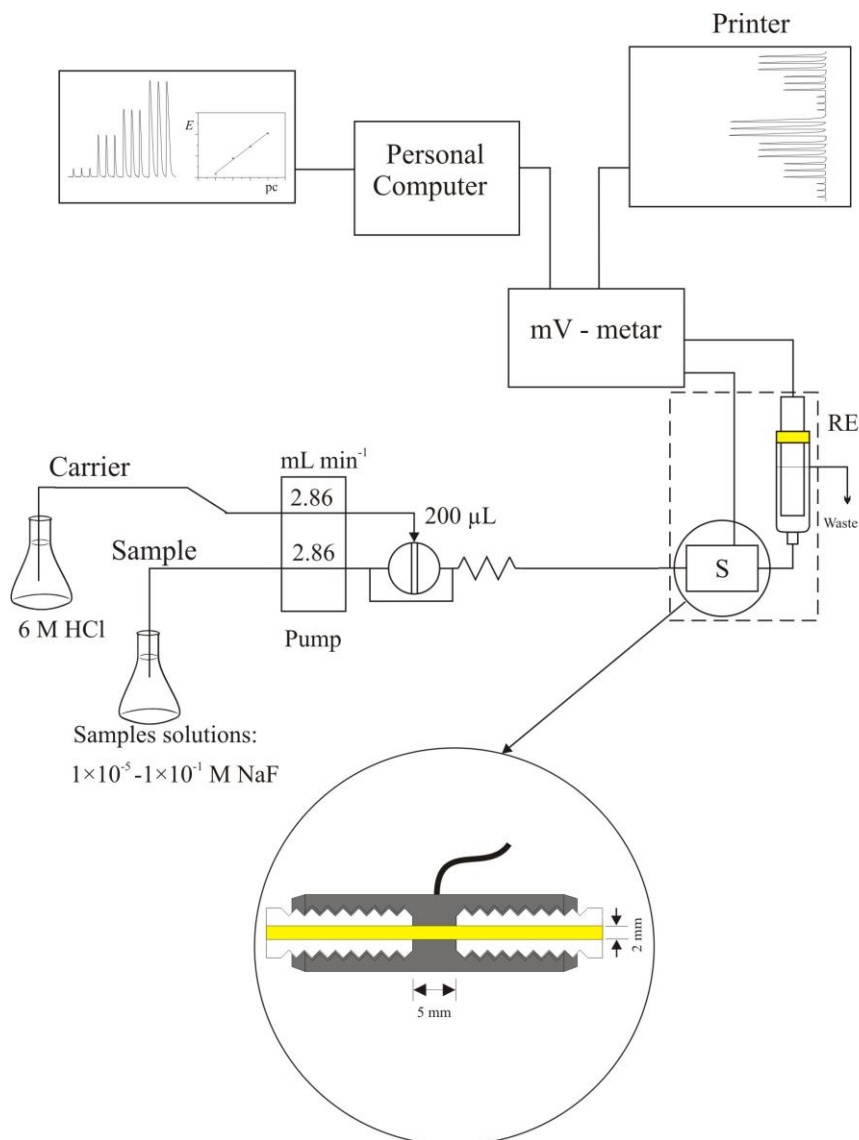 Printer
E
pc
Personal
Computer
mV - metar
RE
Carrier
mL min⁻¹
2.86
200 µL
Waste
Sample
2.86
S
6 M HCl
Pump
Samples solutions:
1×10⁻⁵ -1×10⁻¹ M NaF
2 mm
5 mm